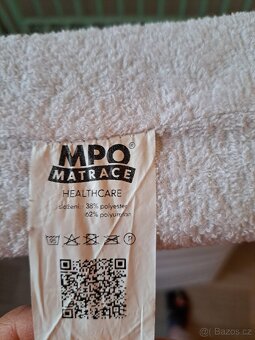 MPO®
MATRACE
HEALTHCARE
složení: 38% polyester
62% polyuretan
© Bazos.cz